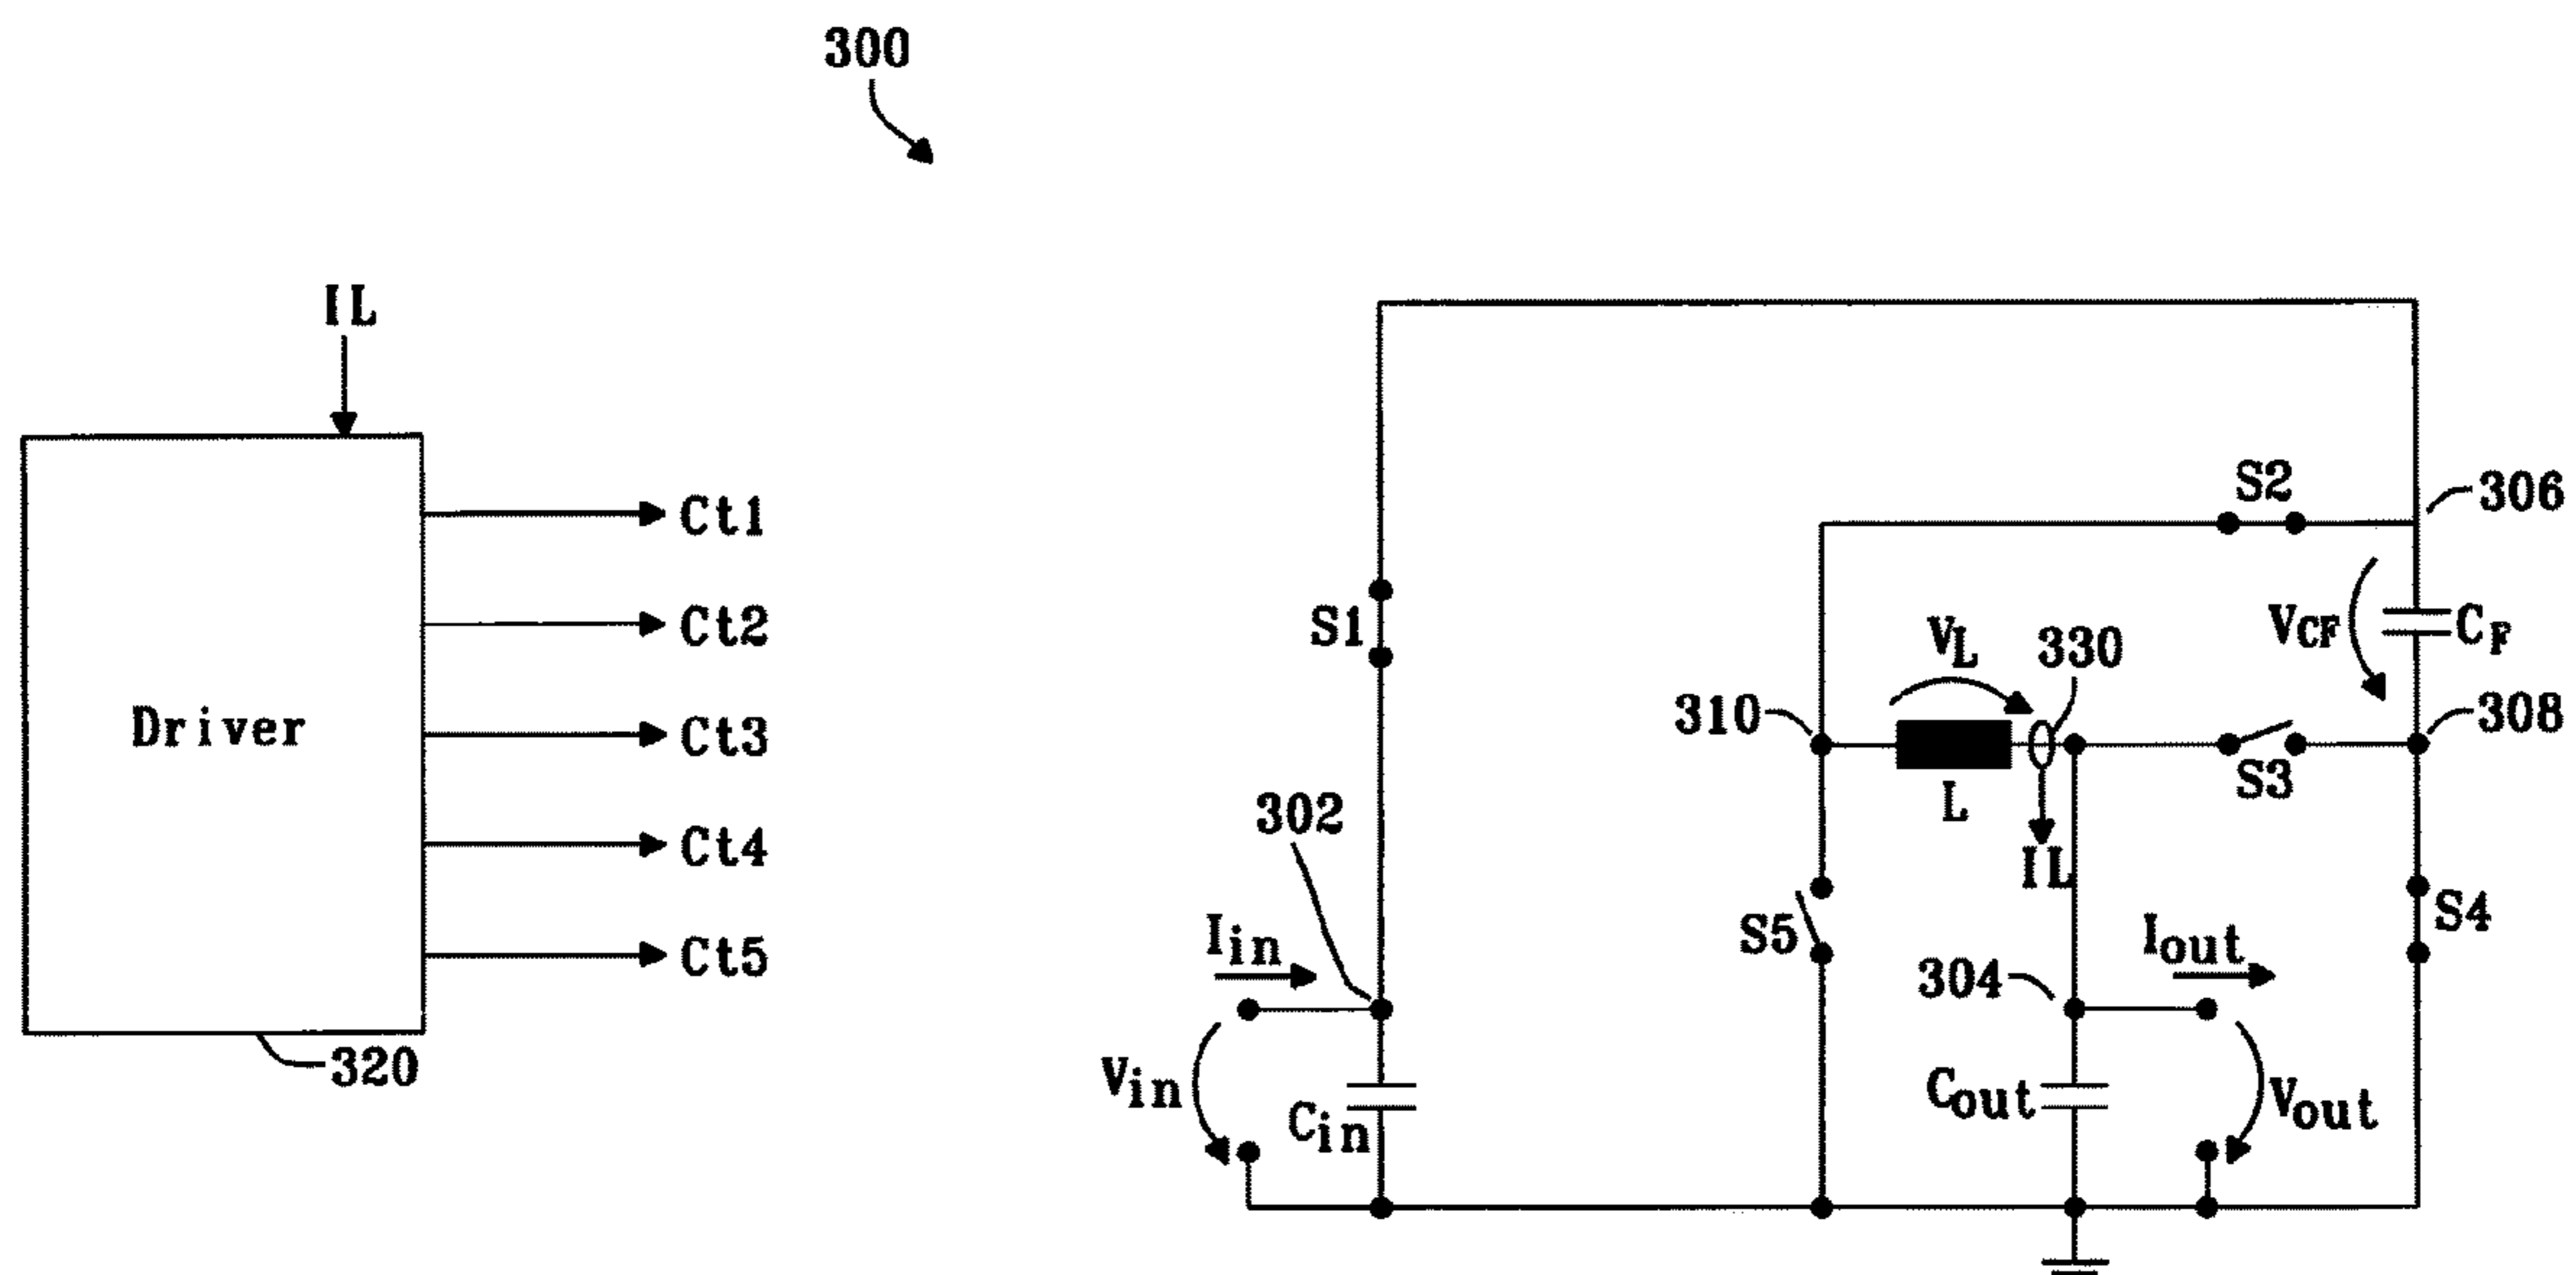 300
IL
Driver
Ct1
Ct2
Ct3
Ct4
Ct5
320
S1
S2
306
VCF
CF
VL
330
310
L
IL
S3
308
302
Iin
Vin
Cin
S5
304
Iout
Cout
Vout
S4